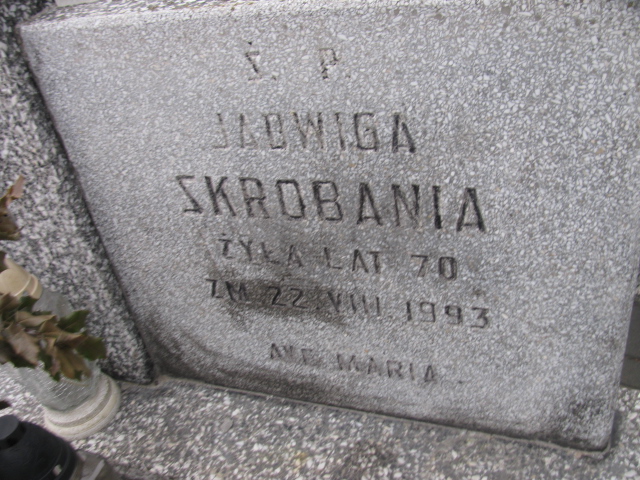 Ś. P.
JADWIGA
SKROBANIA
ŻYŁA LAT 70
ZM. 22 VIII 1993
AVE MARIA